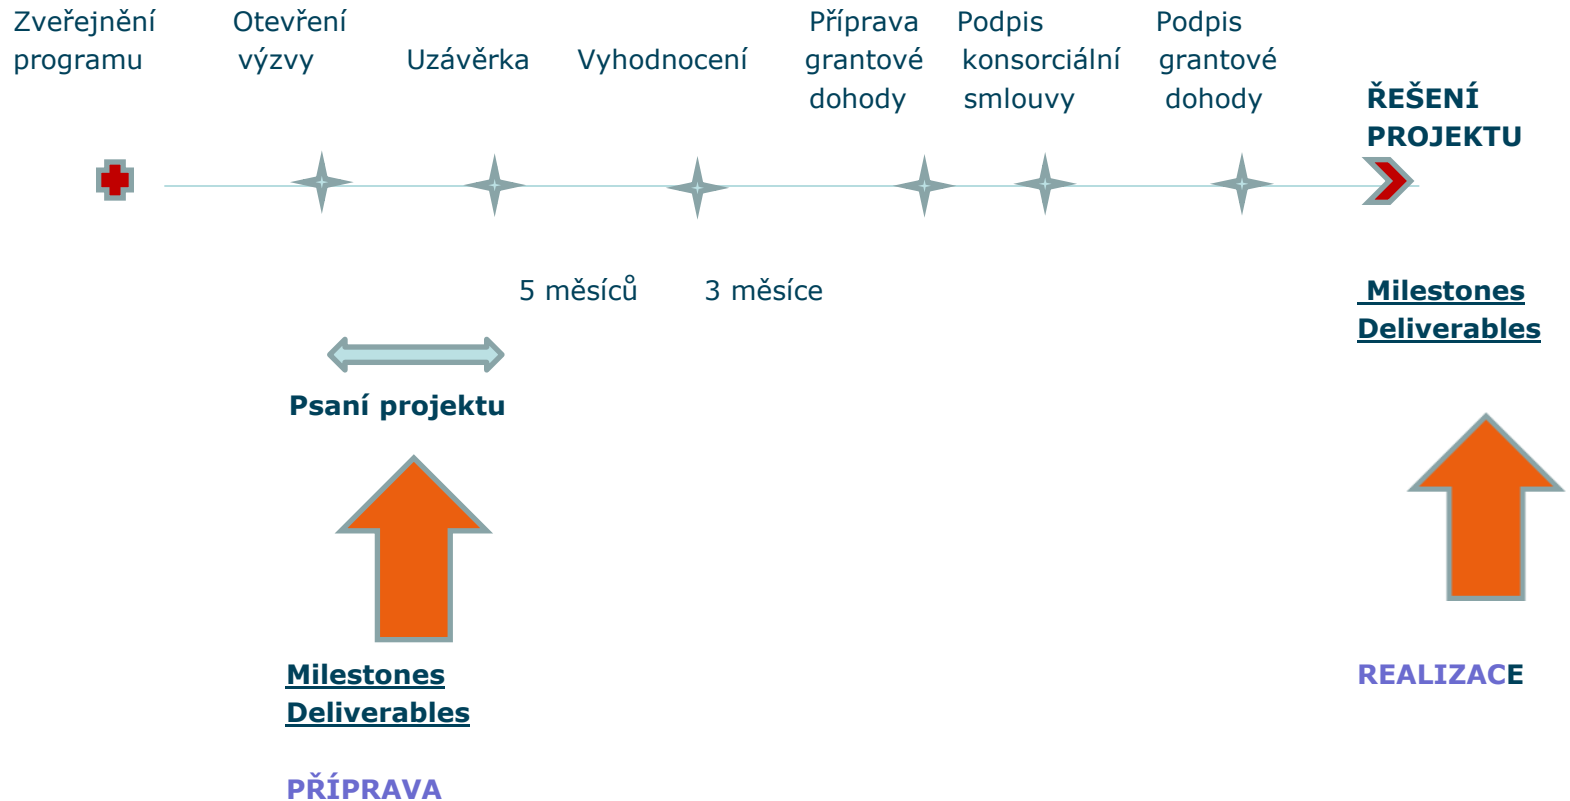 Zveřejnění
programu
Otevření
výzvy
Uzávěrka
Vyhodnocení
Příprava
grantové
dohody
Podpis
konsorciální
smlouvy
Podpis
grantové
dohody
ŘEŠENÍ
PROJEKTU
5 měsíců
3 měsíce
Milestones
Deliverables
Psaní projektu
Milestones
Deliverables
REALIZACE
PŘÍPRAVA